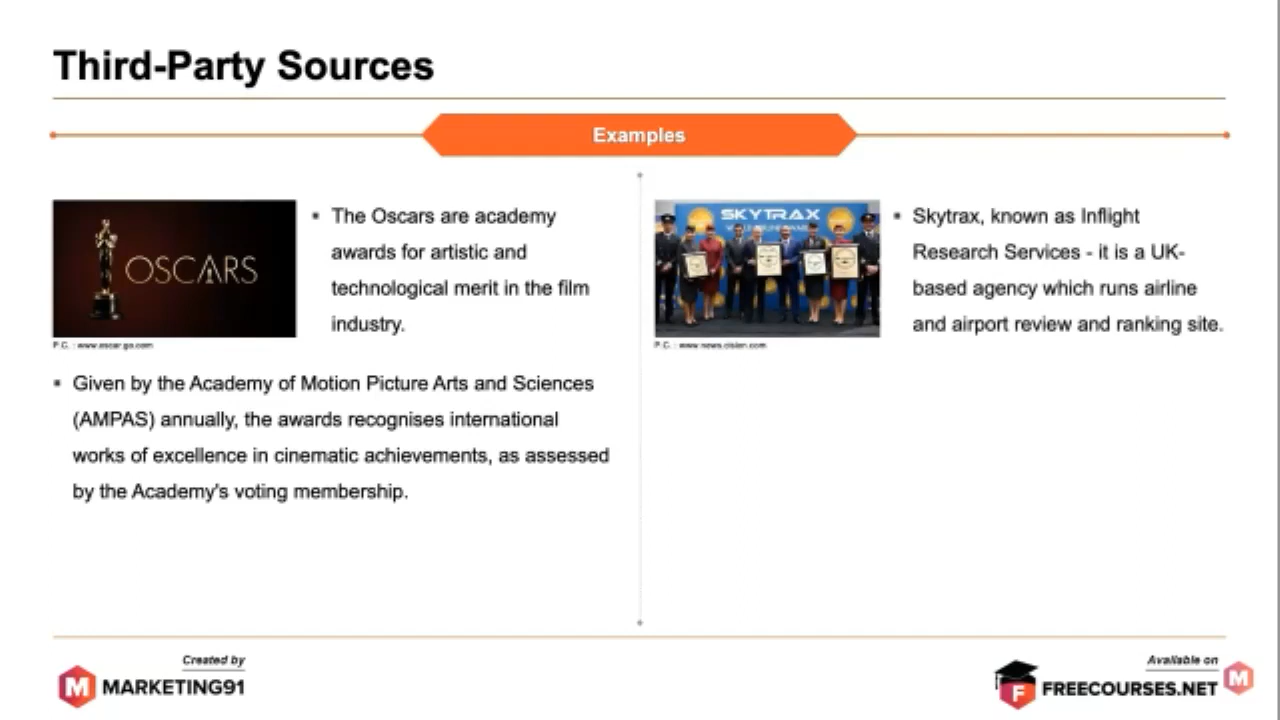 Third-Party Sources
Examples
OSCARS
P.C. : www.oscar.go.com
The Oscars are academy
awards for artistic and
technological merit in the film
industry.
Given by the Academy of Motion Picture Arts and Sciences
(AMPAS) annually, the awards recognises international
works of excellence in cinematic achievements, as assessed
by the Academy's voting membership.
SKYTRAX
P.C. : www.news.cision.com
Skytrax, known as Inflight
Research Services - it is a UK-
based agency which runs airline
and airport review and ranking site.
Created by
M MARKETING91
Available on
F FREECOURSES.NET M